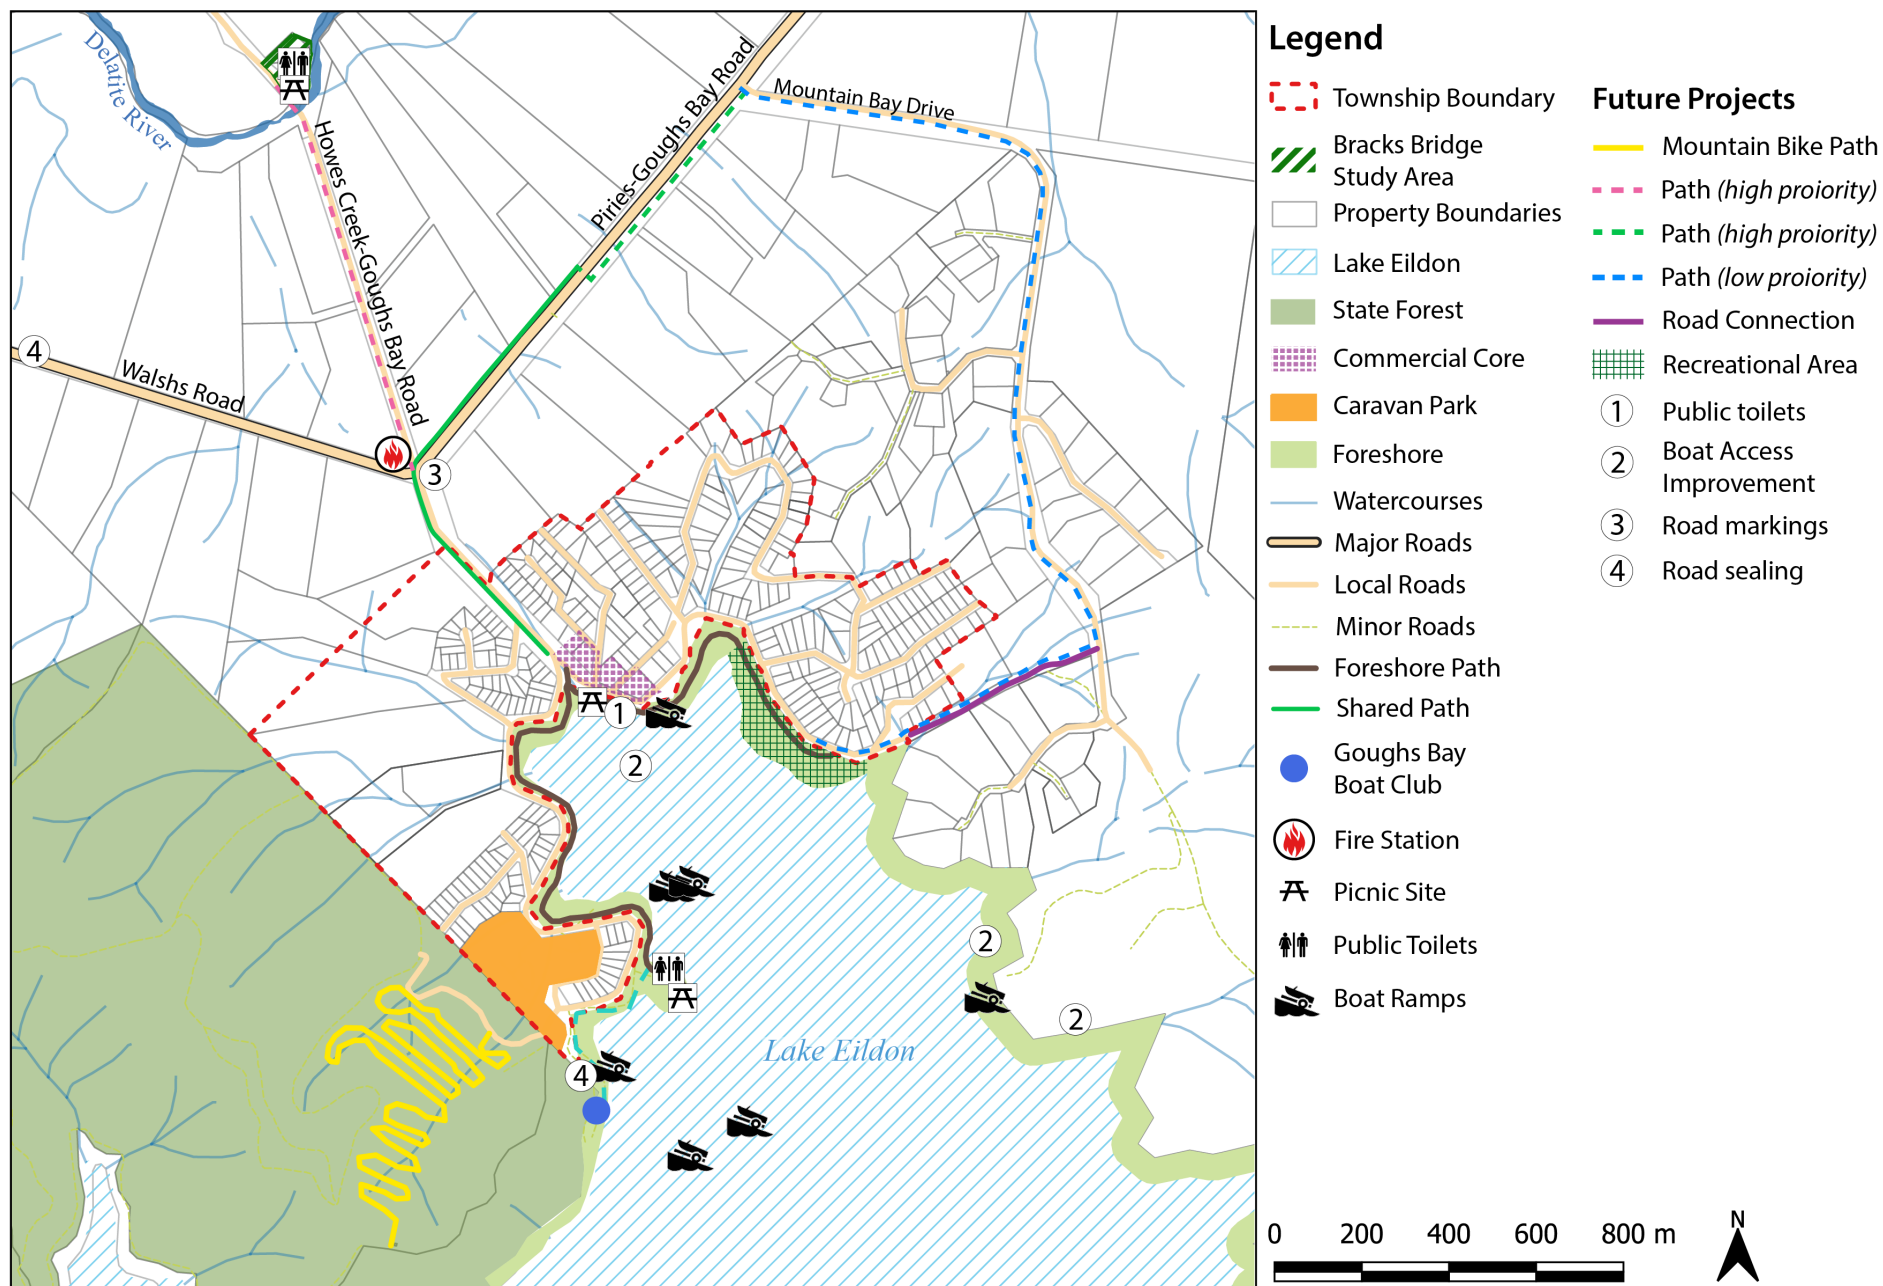 Delatite River
Howes Creek-Goughs Bay Road
Piries-Goughs Bay Road
Mountain Bay Drive
4
Walshs Road
3
1
2
2
2
4
Lake Eildon
Legend
Township Boundary
Bracks Bridge
Study Area
Property Boundaries
Lake Eildon
State Forest
Commercial Core
Caravan Park
Foreshore
Watercourses
Major Roads
Local Roads
Minor Roads
Foreshore Path
Shared Path
Goughs Bay
Boat Club
Fire Station
Picnic Site
Public Toilets
Boat Ramps
Future Projects
Mountain Bike Path
Path (high proiority)
Path (high proiority)
Path (low proiority)
Road Connection
Recreational Area
1 Public toilets
2 Boat Access
Improvement
3 Road markings
4 Road sealing
0 200 400 600 800 m
N